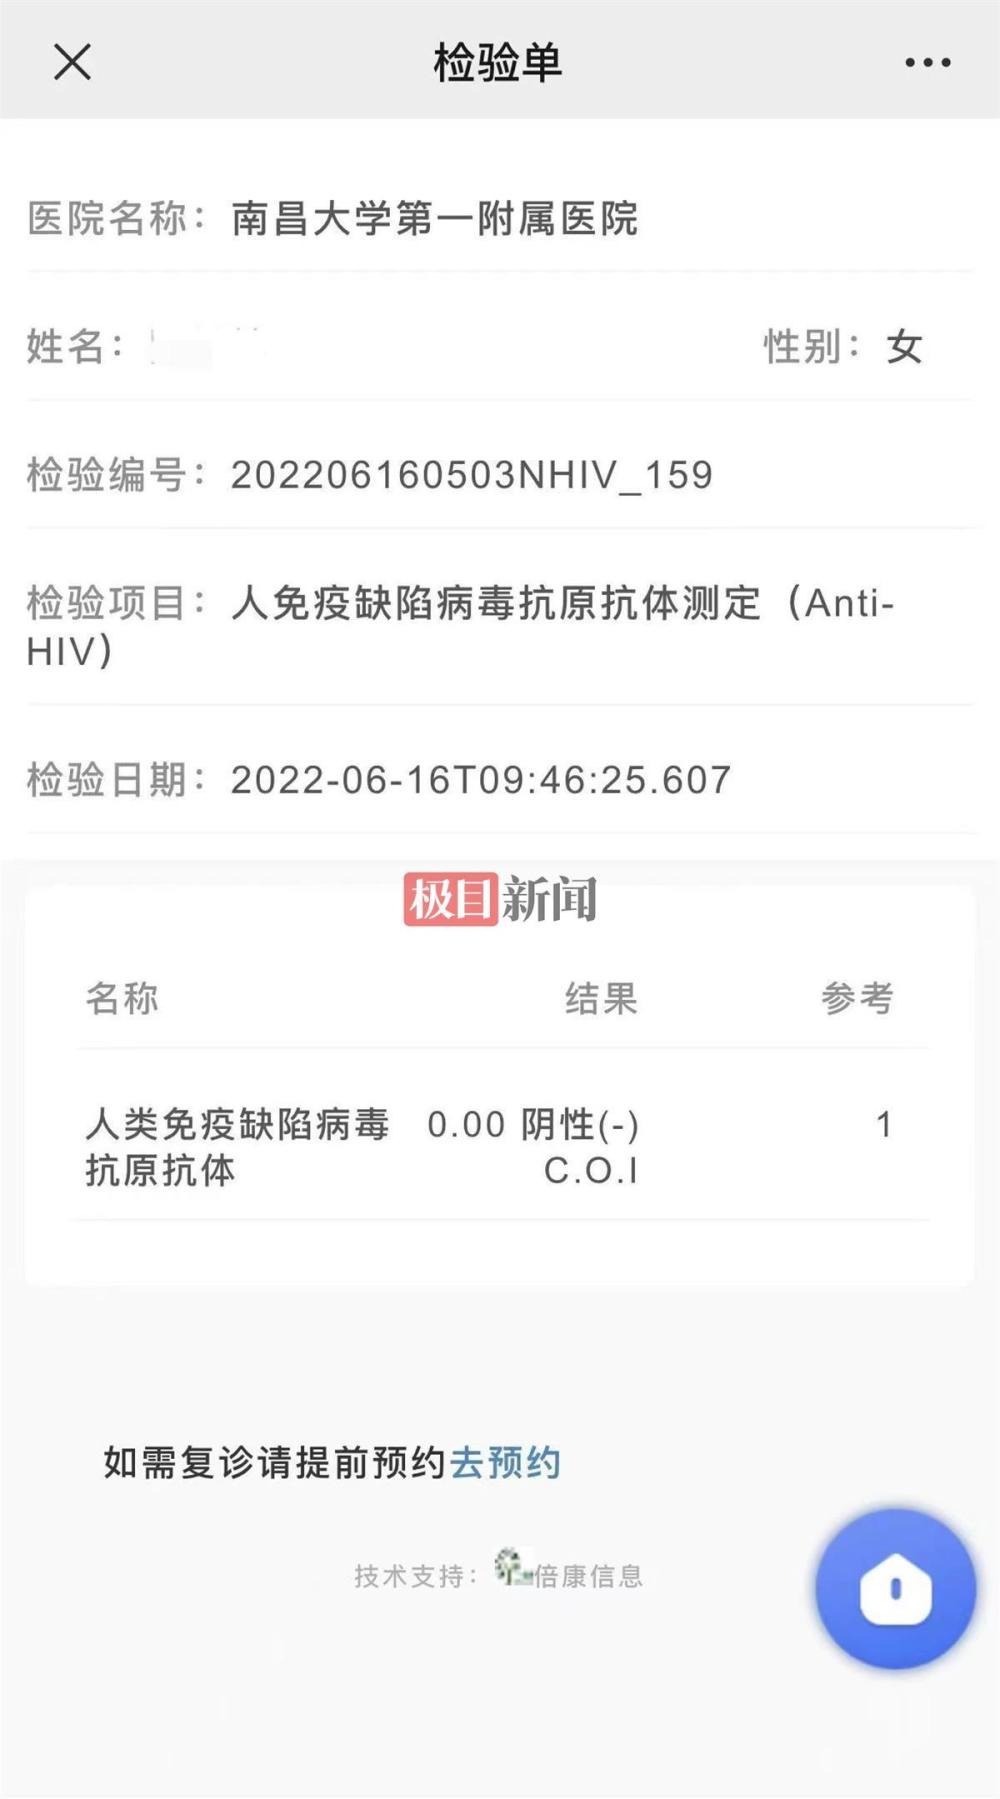 检验单
医院名称：南昌大学第一附属医院
姓名：
性别：女
检验编号：202206160503NHIV_159
检验项目：人免疫缺陷病毒抗原抗体测定（Anti-
HIV）
检验日期：2022-06-16T09:46:25.607
极目新闻
名称 结果 参考
人类免疫缺陷病毒 0.00 阴性(-) 1
抗原抗体 C.O.I
如需复诊请提前预约去预约
技术支持：倍康信息